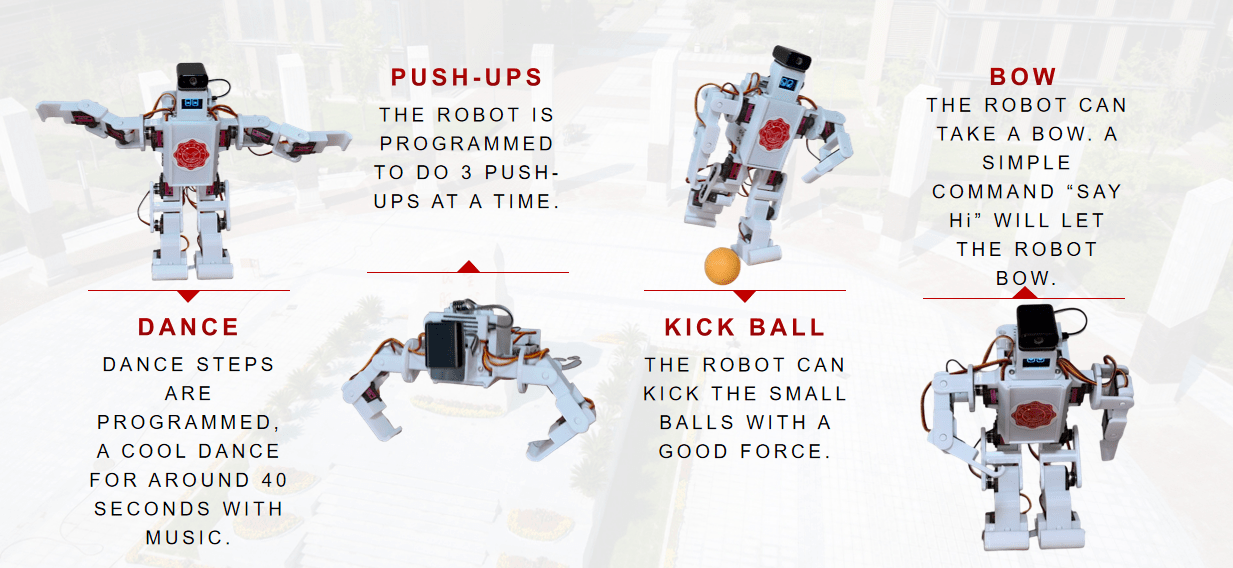 PUSH-UPS
THE ROBOT IS
PROGRAMMED
TO DO 3 PUSH-
UPS AT A TIME.
BOW
THE ROBOT CAN
TAKE A BOW. A
SIMPLE
COMMAND “SAY
Hi” WILL LET
THE ROBOT
BOW.
DANCE
DANCE STEPS
ARE
PROGRAMMED,
A COOL DANCE
FOR AROUND 40
SECONDS WITH
MUSIC.
KICK BALL
THE ROBOT CAN
KICK THE SMALL
BALLS WITH A
GOOD FORCE.